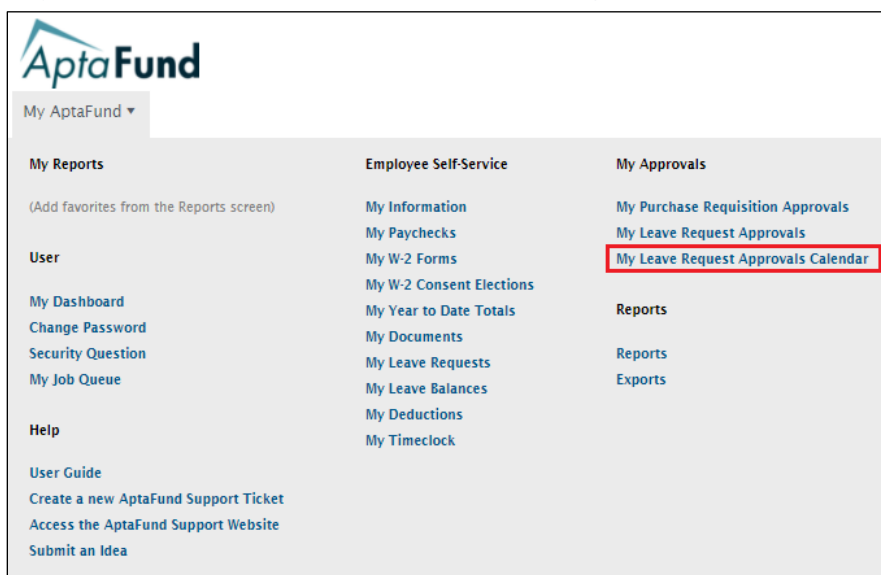 AptaFund
My AptaFund
My Reports
(Add favorites from the Reports screen)
User
My Dashboard
Change Password
Security Question
My Job Queue
Help
User Guide
Create a new AptaFund Support Ticket
Access the AptaFund Support Website
Submit an Idea
Employee Self-Service
My Information
My Paychecks
My W-2 Forms
My W-2 Consent Elections
My Year to Date Totals
My Documents
My Leave Requests
My Leave Balances
My Deductions
My Timeclock
My Approvals
My Purchase Requisition Approvals
My Leave Request Approvals
My Leave Request Approvals Calendar
Reports
Reports
Exports